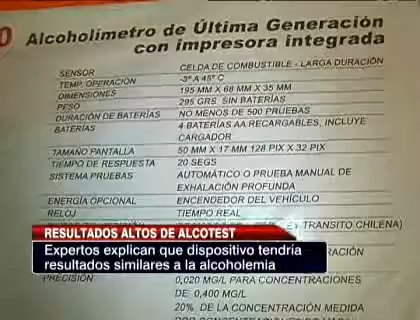 Alcoholímetro de Última Generación
con impresora integrada
SENSOR CELDA DE COMBUSTIBLE - LARGA DURACIÓN
TEMP. OPERACIÓN -3ª A 45° C
DIMENSIONES 195 MM X 68 MM X 35 MM
PESO 295 GRS. SIN BATERÍAS
DURACIÓN DE BATERÍAS NO MENOS DE 500 PRUEBAS
BATERÍAS 4 BATERÍAS AA RECARGABLES, INCLUYE
CARGADOR
TAMAÑO PANTALLA 50 MM X 17 MM 128 PIX X 32 PIX
TIEMPO DE RESPUESTA 20 SEGS
SISTEMA PRUEBAS AUTOMÁTICO O PRUEBA MANUAL DE
EXHALACIÓN PROFUNDA
ENERGÍA OPCIONAL ENCENDEDOR DEL VEHÍCULO
RELOJ TIEMPO REAL
TRANSITO CHILENA)
RESULTADOS ALTOS DE ALCOTEST
Expertos explican que dispositivo tendría
resultados similares a la alcoholemia
PRECISIÓN 0,020 MG/L PARA CONCENTRACIONES
DE 0,400 MG/L
20% DE LA CONCENTRACIÓN MEDIDA